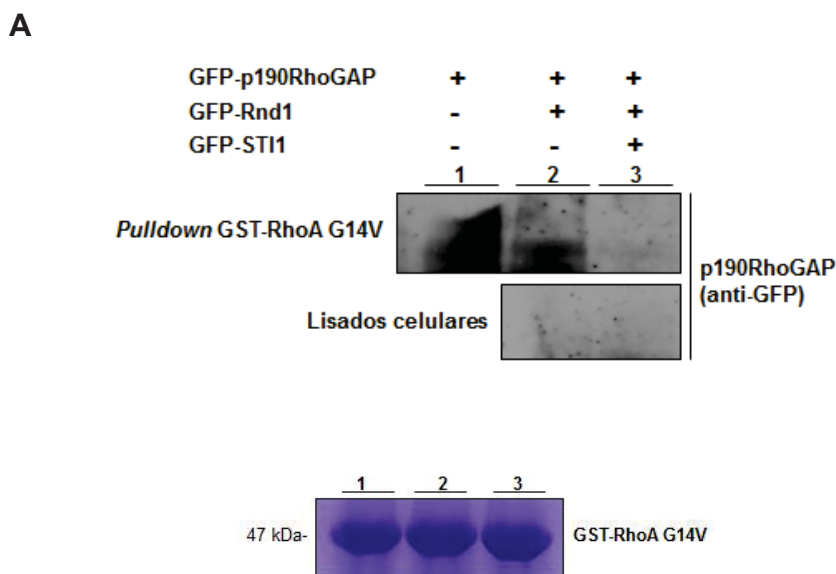 A
GFP-p190RhoGAP + + +
GFP-Rnd1 - + +
GFP-STI1 - - +
1 2 3
Pulldown GST-RhoA G14V
p190RhoGAP
(anti-GFP)
Lisados celulares
1 2 3
47 kDa- GST-RhoA G14V